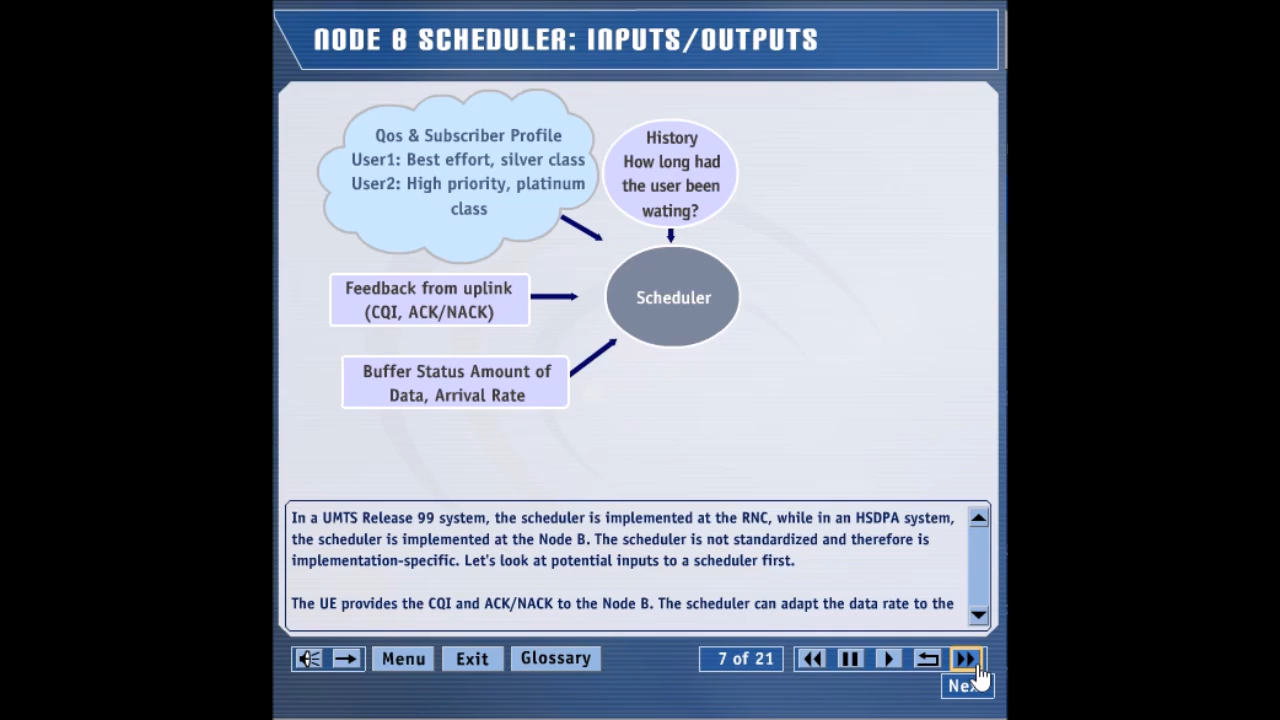 NODE B SCHEDULER: INPUTS/OUTPUTS
Qos & Subscriber Profile
User1: Best effort, silver class
User2: High priority, platinum
class
History
How long had
the user been
wating?
Feedback from uplink
(CQI, ACK/NACK)
Scheduler
Buffer Status Amount of
Data, Arrival Rate
In a UMTS Release 99 system, the scheduler is implemented at the RNC, while in an HSDPA system,
the scheduler is implemented at the Node B. The scheduler is not standardized and therefore is
implementation-specific. Let's look at potential inputs to a scheduler first.
The UE provides the CQI and ACK/NACK to the Node B. The scheduler can adapt the data rate to the
Menu
Exit
Glossary
7 of 21